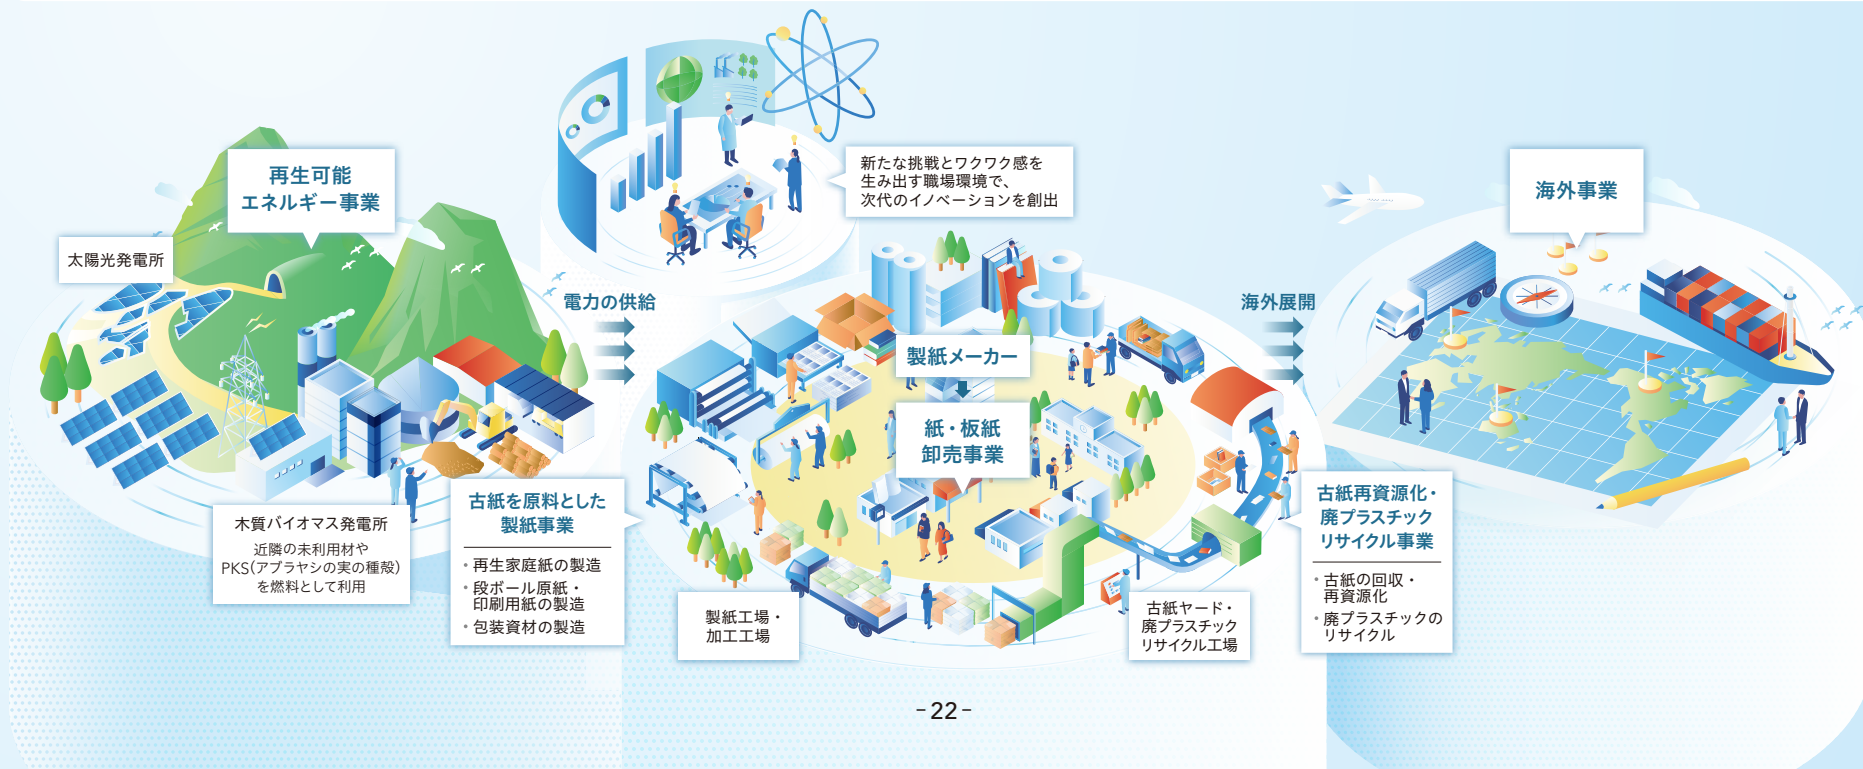 再生可能
エネルギー事業
太陽光発電所
木質バイオマス発電所
近隣の未利用材や
PKS(アブラヤシの実の種殻)
を燃料として利用
電力の供給
新たな挑戦とワクワク感を
生み出す職場環境で、
次代のイノベーションを創出
古紙を原料とした
製紙事業
・再生家庭紙の製造
・段ボール原紙・
印刷用紙の製造
・包装資材の製造
製紙メーカー
紙・板紙
卸売事業
製紙工場・
加工工場
古紙ヤード・
廃プラスチック
リサイクル工場
海外展開
古紙再資源化・
廃プラスチック
リサイクル事業
・古紙の回収・
再資源化
・廃プラスチックの
リサイクル
海外事業
-22-